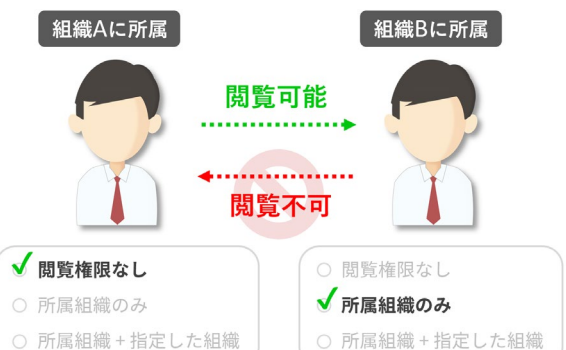 組織Aに所属
組織Bに所属
閲覧可能
閲覧不可
閲覧権限なし
所属組織のみ
所属組織 + 指定した組織
閲覧権限なし
所属組織のみ
所属組織 + 指定した組織